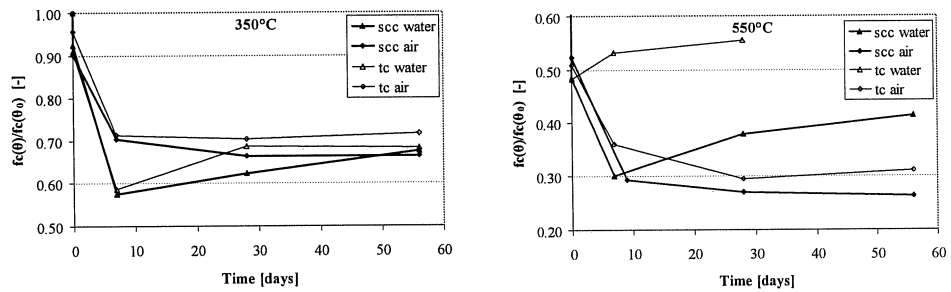 350°C
fc(θ)/fc(θ0) [-]
1.00
0.90
0.80
0.70
0.60
0.50
0 10 20 30 40 50 60
Time [days]
scc water
scc air
tc water
tc air
550°C
fc(θ)/fc(θ0) [-]
0.60
0.50
0.40
0.30
0.20
0 10 20 30 40 50 60
Time [days]
scc water
scc air
tc water
tc air